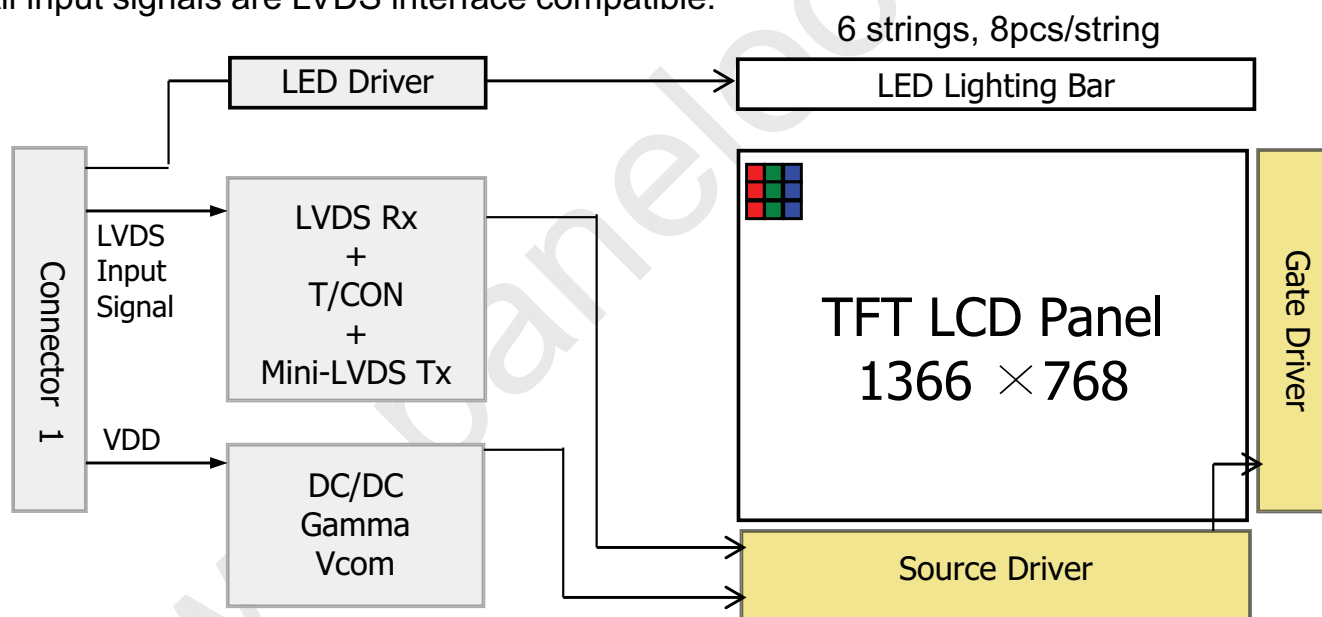 input signals are LVDS interface compatible.
6 strings, 8pcs/string
LED Driver
LED Lighting Bar
Connector 1
LVDS
Input
Signal
LVDS Rx
+
T/CON
+
Mini-LVDS Tx
VDD
DC/DC
Gamma
Vcom
TFT LCD Panel
1366 ×768
Gate Driver
Source Driver